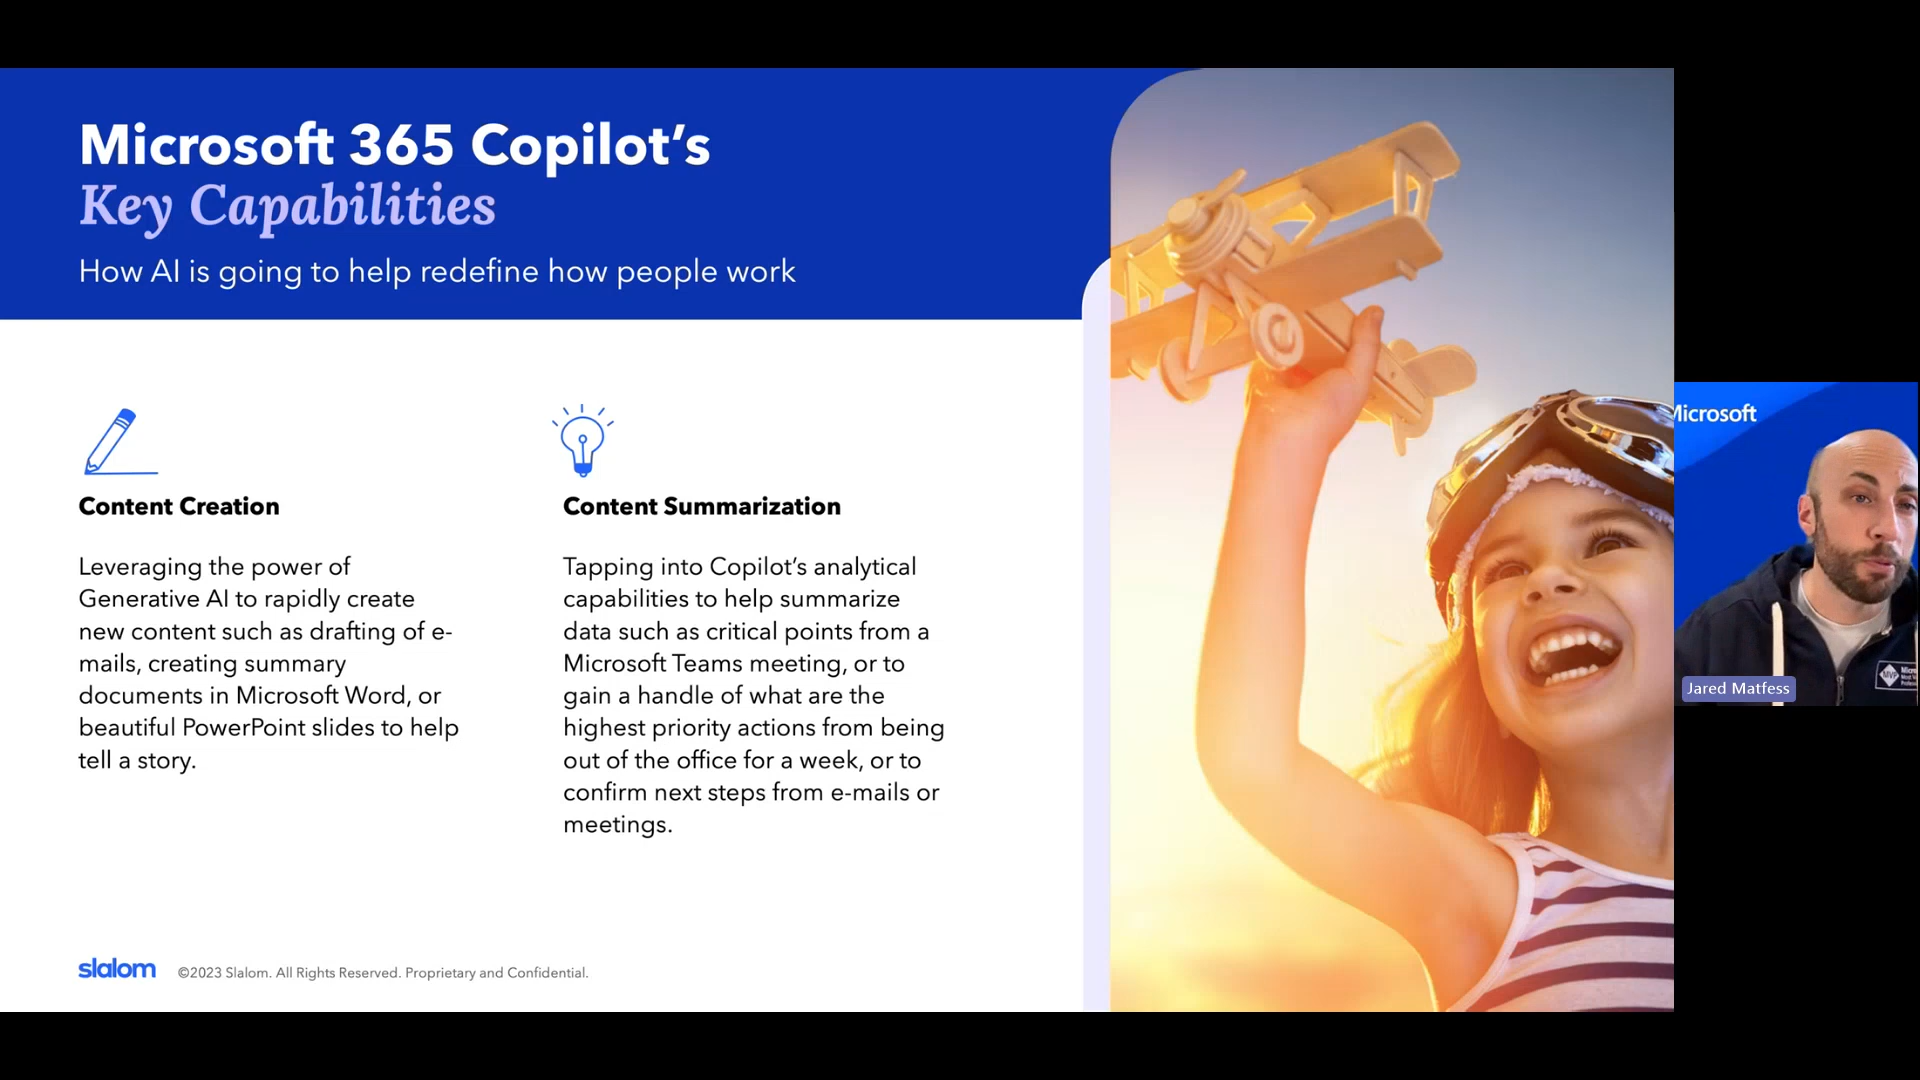 Microsoft 365 Copilot’s
Key Capabilities
How AI is going to help redefine how people work
Content Creation
Leveraging the power of
Generative AI to rapidly create
new content such as drafting of e-
mails, creating summary
documents in Microsoft Word, or
beautiful PowerPoint slides to help
tell a story.
Content Summarization
Tapping into Copilot’s analytical
capabilities to help summarize
data such as critical points from a
Microsoft Teams meeting, or to
gain a handle of what are the
highest priority actions from being
out of the office for a week, or to
confirm next steps from e-mails or
meetings.
slalom
©2023 Slalom. All Rights Reserved. Proprietary and Confidential.
Microsoft
MVP
Jared Matfess